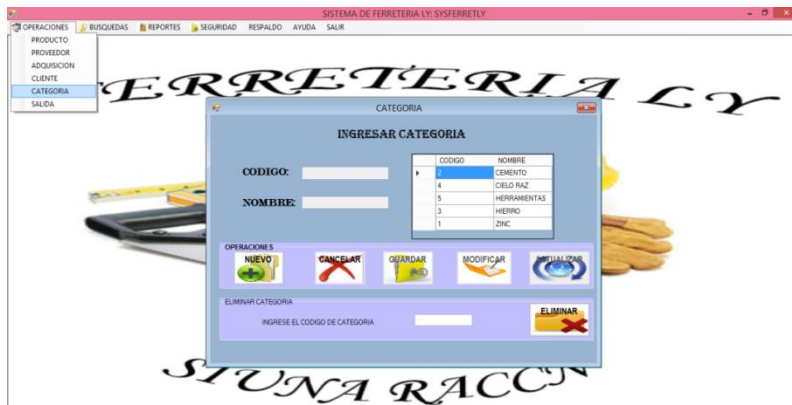 SISTEMA DE FERRETERIA LY: SYSFERRETLY
OPERACIONES BUSQUEDAS REPORTES SEGURIDAD RESPALDO AYUDA SALIR
PRODUCTO
PROVEEDOR
ADQUISICION
CLIENTE
CATEGORIA
SALIDA
FERRETERIA LY
CATEGORIA
INGRESAR CATEGORIA
CODIGO:
NOMBRE:
CODIGO NOMBRE
2 CEMENTO
4 CIELO RAZ
5 HERRAMIENTAS
3 HIERRO
1 ZINC
OPERACIONES
NUEVO CANCELAR GUARDAR MODIFICAR ACTUALIZAR
ELIMINAR CATEGORIA
INGRESE EL CODIGO DE CATEGORIA
ELIMINAR
SIUNA RACCN